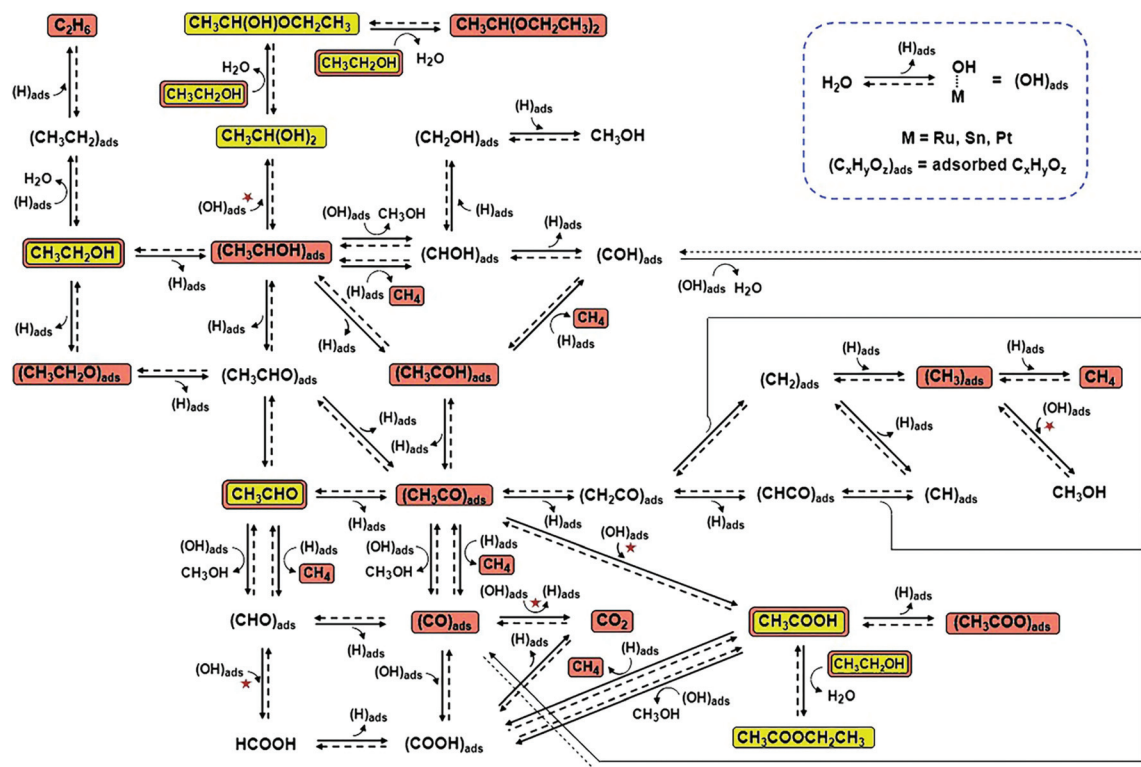 C₂H₆
CH₃CH(OH)OCH₂CH₃
CH₃CH(OCH₂CH₃)₂
CH₃CH₂OH
H₂O
H₂O
CH₃CH₂OH
(H)ads
(CH₃CH₂)ads
CH₃CH(OH)₂
(CH₂OH)ads
(H)ads
CH₃OH
H₂O
(H)ads
(OH)ads
(H)ads
(OH)ads
CH₃OH
CH₃CH₂OH
(H)ads
(CH₃CHOH)ads
(H)ads
CH₄
(CHOH)ads
(H)ads
(COH)ads
(OH)ads
H₂O
(H)ads
(H)ads
(H)ads
CH₄
(H)ads
(CH₃CH₂O)ads
(H)ads
(CH₃CHO)ads
(CH₃COH)ads
(CH₂)ads
(H)ads
(CH₃)ads
(H)ads
CH₄
(H)ads
(H)ads
(H)ads
(OH)ads
CH₃CHO
(H)ads
(CH₃CO)ads
(H)ads
(CH₂CO)ads
(H)ads
(CHCO)ads
(CH)ads
CH₃OH
(OH)ads
CH₃OH
(H)ads
CH₄
(OH)ads
CH₃OH
(H)ads
CH₄
(OH)ads
(CHO)ads
(H)ads
(CO)ads
(OH)ads
(H)ads
CO₂
CH₃COOH
(H)ads
(CH₃COO)ads
(OH)ads
(OH)ads
(H)ads
CH₄
(H)ads
CH₃OH
(OH)ads
CH₃CH₂OH
H₂O
HCOOH
(H)ads
(COOH)ads
CH₃COOCH₂CH₃
H₂O
(H)ads
OH
M
= (OH)ads
M = Ru, Sn, Pt
(CₓHᵧO_z)ads = adsorbed CₓHᵧO_z